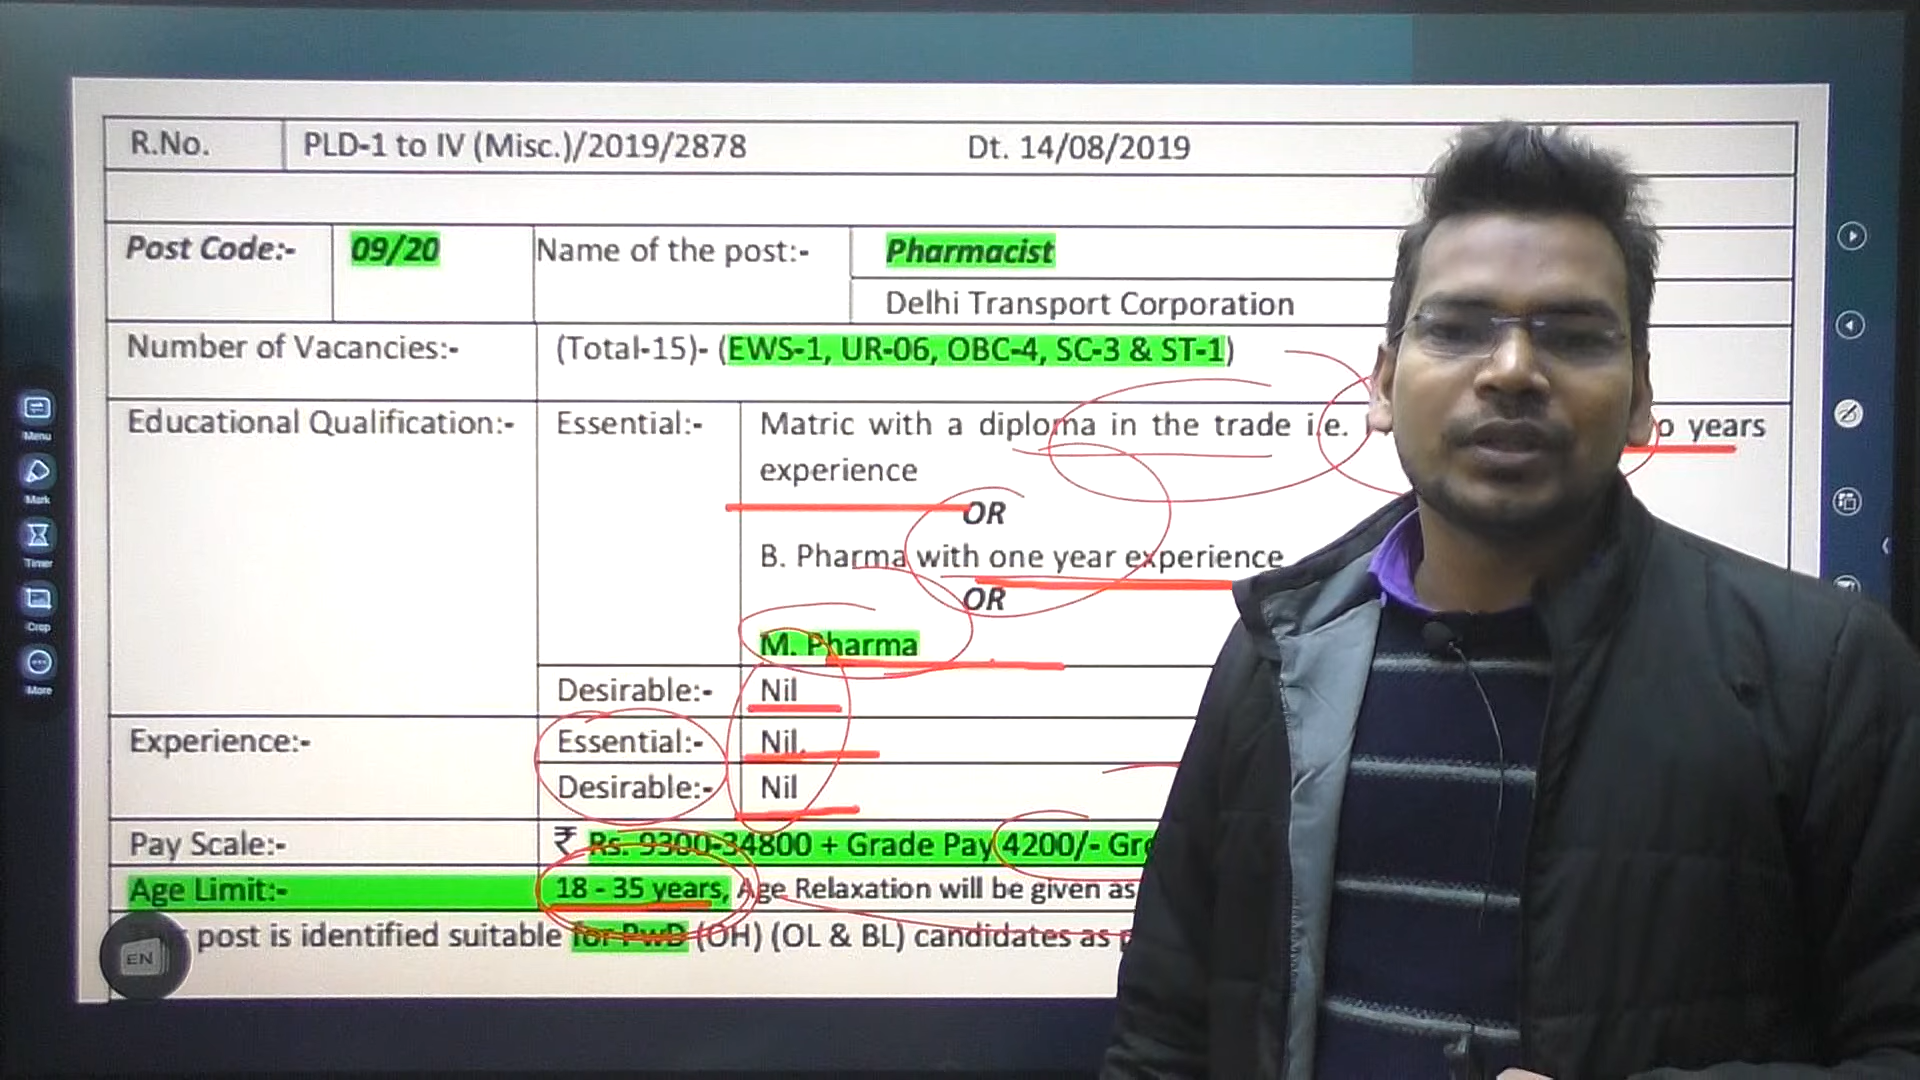 R.No. PLD-1 to IV (Misc.)/2019/2878 Dt. 14/08/2019
Post Code:- 09/20 Name of the post:- Pharmacist
Delhi Transport Corporation
Number of Vacancies:- (Total-15)- (EWS-1, UR-06, OBC-4, SC-3 & ST-1)
Educational Qualification:- Essential:- Matric with a diploma in the trade i.e. years
experience
OR
B. Pharma with one year experience
OR
M. Pharma
Desirable:- Nil
Experience:- Essential:- Nil.
Desirable:- Nil
Pay Scale:- ₹ Rs. 9300-34800 + Grade Pay 4200/-
Age Limit:- 18 - 35 years, Age Relaxation will be given as
post is identified suitable for PwD (OH) (OL & BL) candidates as
Menu
Mark
Timer
Crop
More
EN